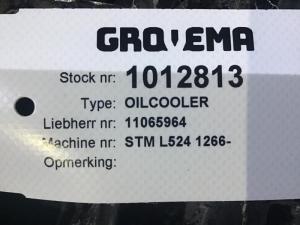 GROVEMA
Stock nr: 1012813
Type: OILCOOLER
Liebherr nr: 11065964
Machine nr: STM L524 1266-
Opmerking: